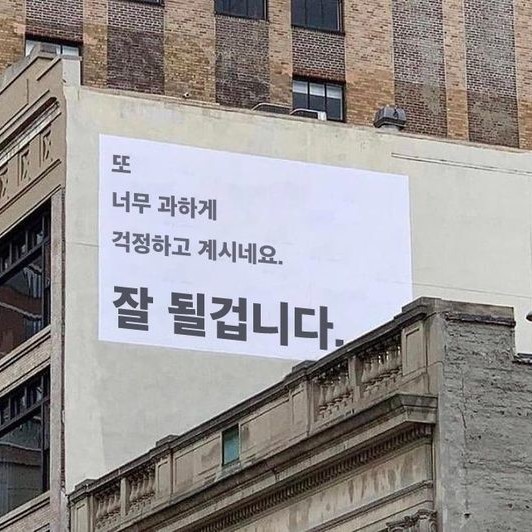 또
너무 과하게
걱정하고 계시네요.
잘 될겁니다.